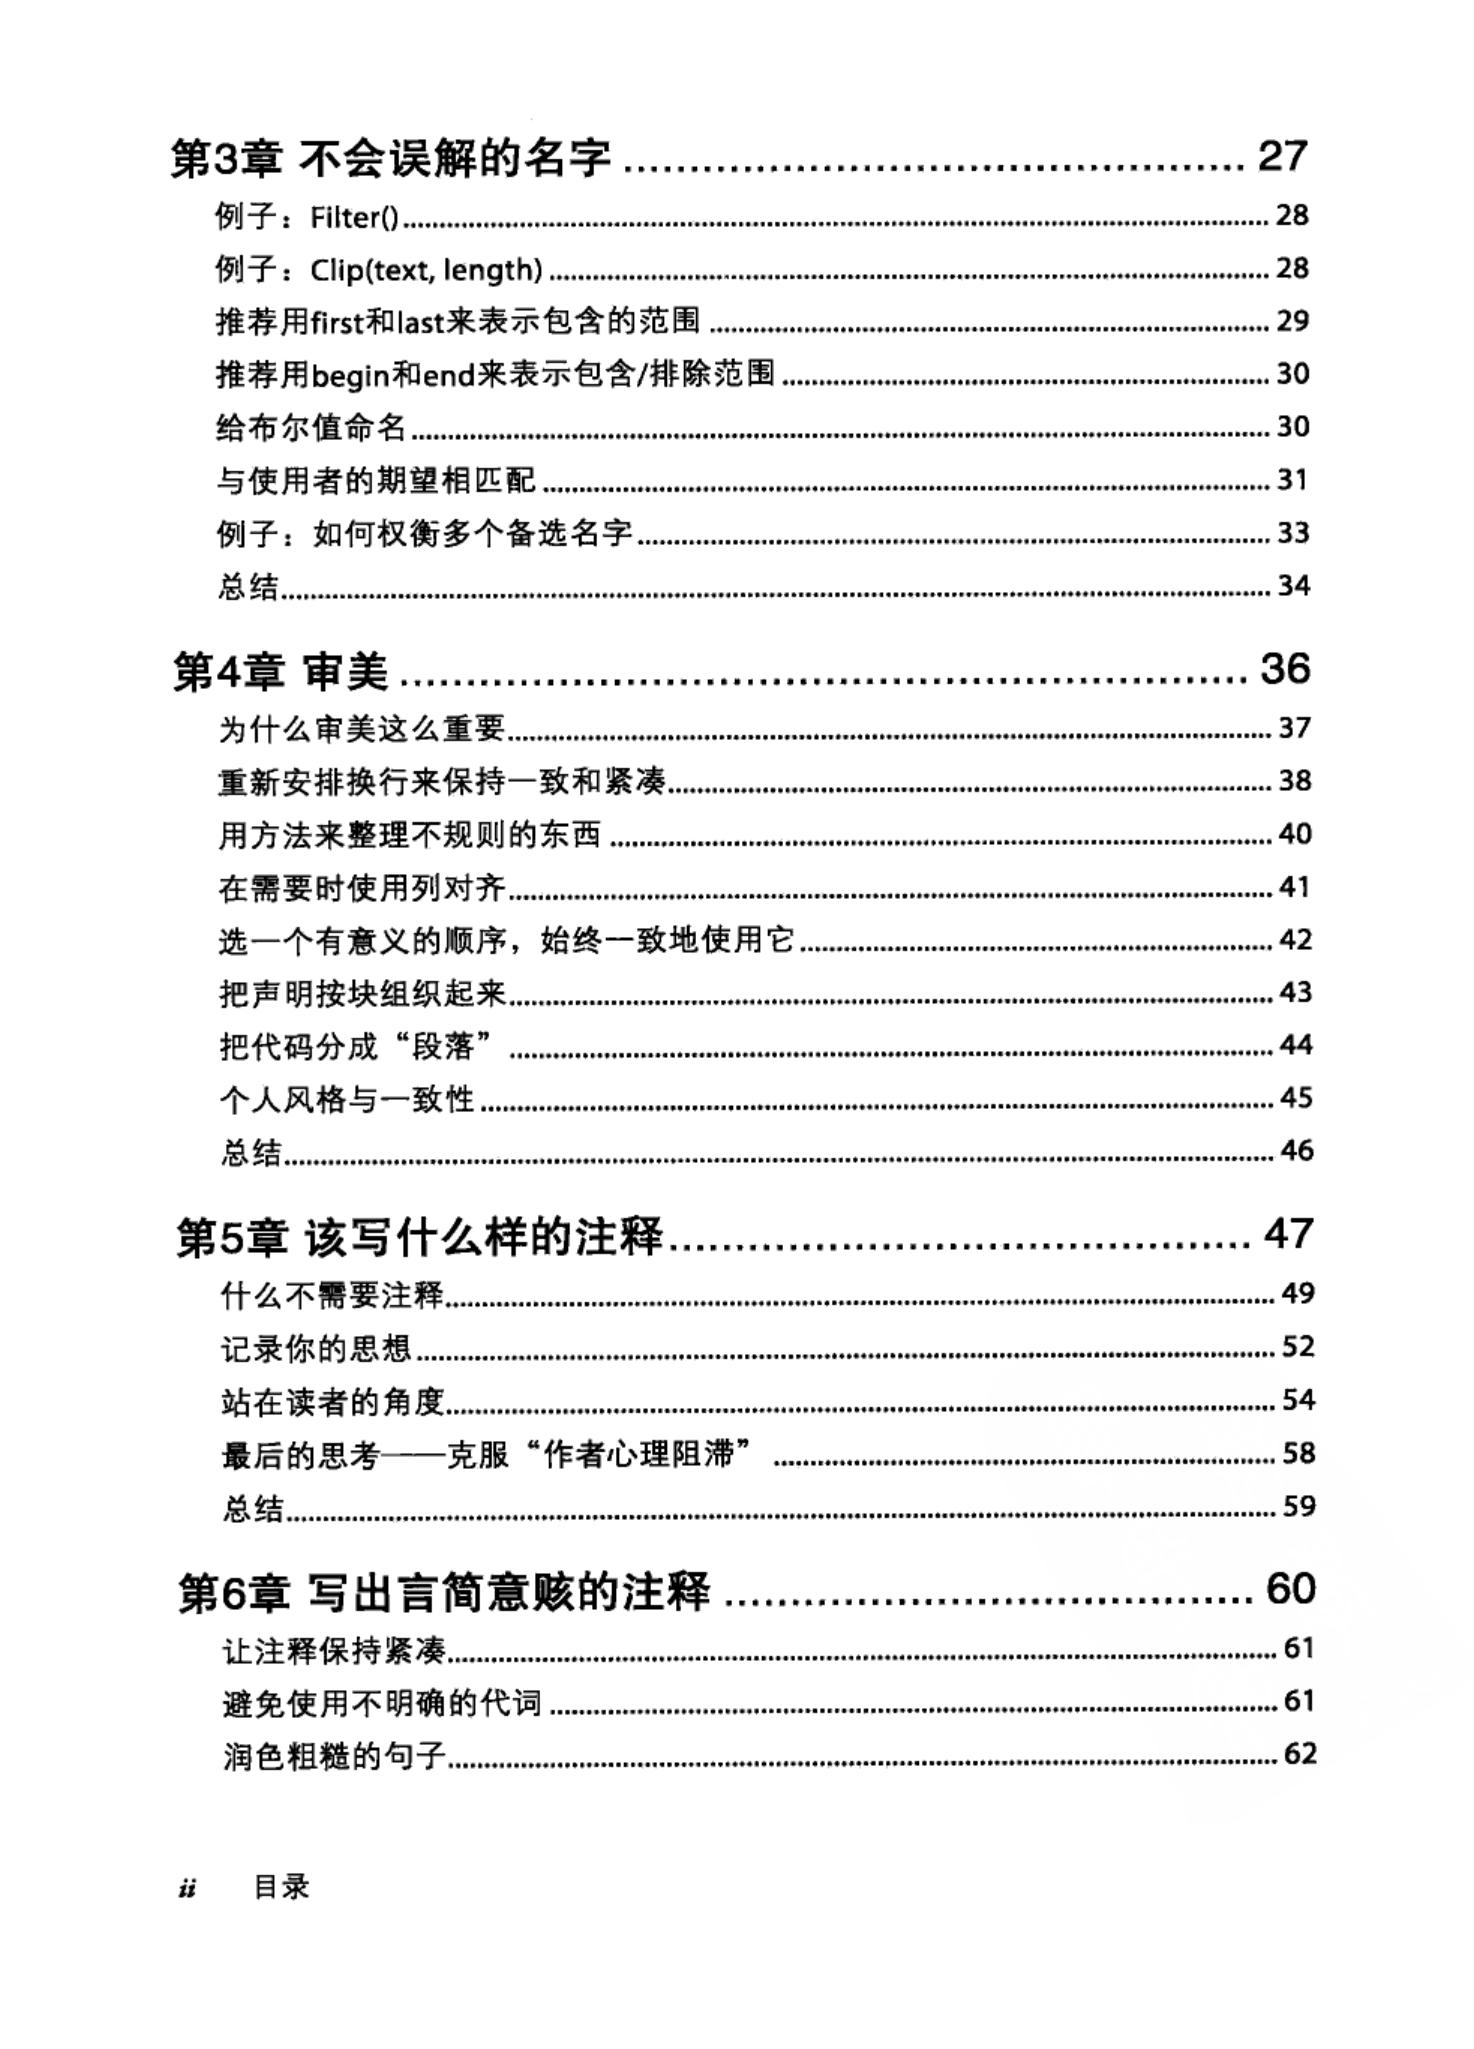 第3章 不会误解的名字 ........ 27
例子：Filter() ........ 28
例子：Clip(text, length) ........ 28
推荐用first和last来表示包含的范围 ........ 29
推荐用begin和end来表示包含/排除范围 ........ 30
给布尔值命名 ........ 30
与使用者的期望相匹配 ........ 31
例子：如何权衡多个备选名字 ........ 33
总结 ........ 34
第4章 审美 ........ 36
为什么审美这么重要 ........ 37
重新安排换行来保持一致和紧凑 ........ 38
用方法来整理不规则的东西 ........ 40
在需要时使用列对齐 ........ 41
选一个有意义的顺序，始终一致地使用它 ........ 42
把声明按块组织起来 ........ 43
把代码分成“段落” ........ 44
个人风格与一致性 ........ 45
总结 ........ 46
第5章 该写什么样的注释 ........ 47
什么不需要注释 ........ 49
记录你的思想 ........ 52
站在读者的角度 ........ 54
最后的思考——克服“作者心理阻滞” ........ 58
总结 ........ 59
第6章 写出言简意赅的注释 ........ 60
让注释保持紧凑 ........ 61
避免使用不明确的代词 ........ 61
润色粗糙的句子 ........ 62
ii 目录